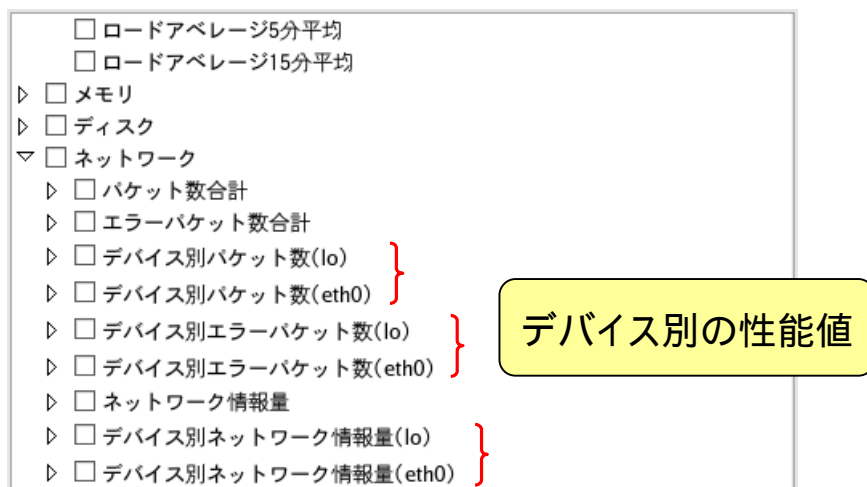 ロードアベレージ5分平均
ロードアベレージ15分平均
メモリ
ディスク
ネットワーク
パケット数合計
エラーパケット数合計
デバイス別パケット数(lo)
デバイス別パケット数(eth0)
デバイス別エラーパケット数(lo)
デバイス別エラーパケット数(eth0)
ネットワーク情報量
デバイス別ネットワーク情報量(lo)
デバイス別ネットワーク情報量(eth0)
デバイス別の性能値